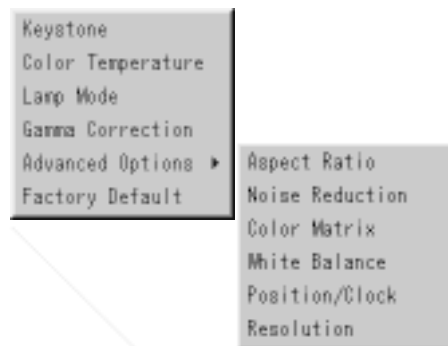 Keystone
Color Temperature
Lamp Mode
Gamma Correction
Advanced Options ▶
Factory Default
Aspect Ratio
Noise Reduction
Color Matrix
White Balance
Position/Clock
Resolution